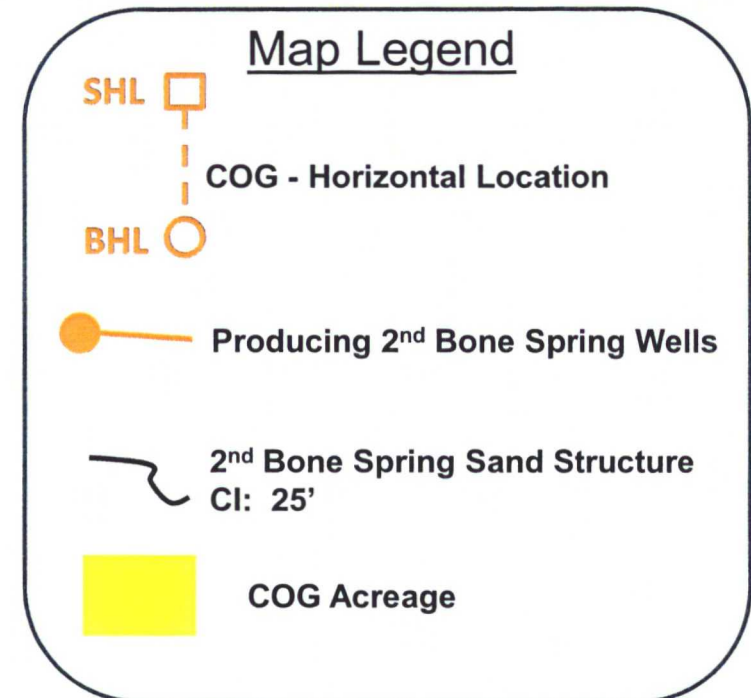 Map Legend
SHL
COG - Horizontal Location
BHL
Producing 2nd Bone Spring Wells
2nd Bone Spring Sand Structure
CI: 25'
COG Acreage